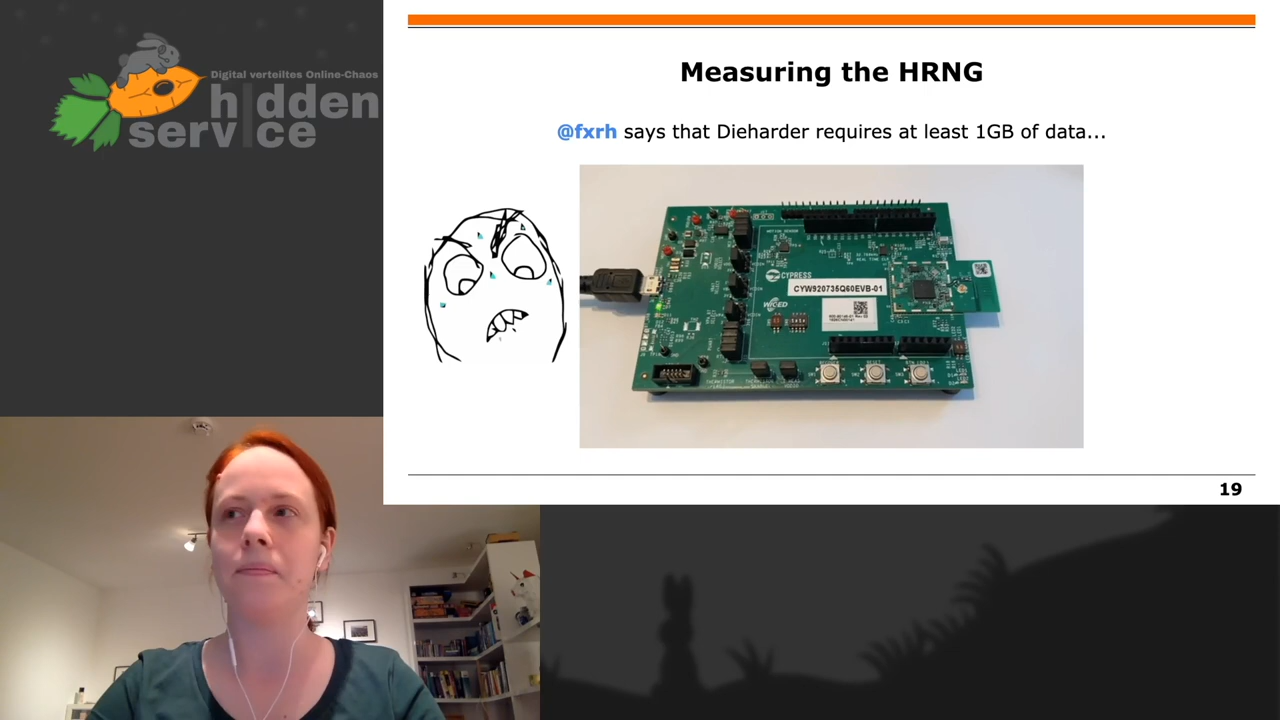 Digital verteiltes Online-Chaos
hidden
service
Measuring the HRNG
@fxrh says that Dieharder requires at least 1GB of data...
CYPRESS
CYW920735Q60EVB-01
WICED
19